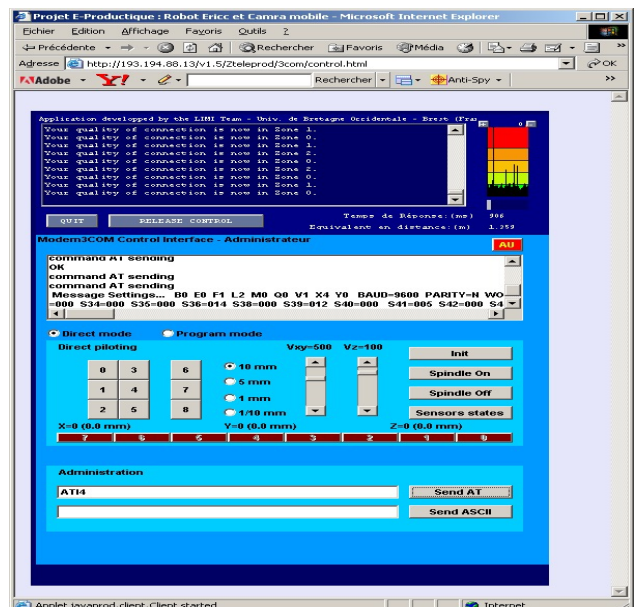 Projet E-Productique : Robot Ericc et Camra mobile - Microsoft Internet Explorer
Fichier Edition Affichage Favoris Outils ?
Précédente Rechercher Favoris Média
Adresse http://193.194.88.13/v1.5/Zteleprod/3com/control.html OK
Adobe Y! Rechercher Anti-Spy »
Application developped by the LIMI Team - Univ. de Bretagne Occidentale - Brest (Fra
Your quality of connection is now in Zone 1.
Your quality of connection is now in Zone 0.
Your quality of connection is now in Zone 1.
Your quality of connection is now in Zone 2.
Your quality of connection is now in Zone 0.
Your quality of connection is now in Zone 2.
Your quality of connection is now in Zone 0.
Your quality of connection is now in Zone 1.
Your quality of connection is now in Zone 0.
0
QUIT RELEASE CONTROL
Temps de Réponse:(ms) 906
Equivalent en distance:(m) 1.359
Modem3COM Control Interface - Administrateur AU
command AT sending
OK
command AT sending
command AT sending
Message Settings... B0 E0 F1 L2 M0 Q0 V1 X4 Y0 BAUD=9600 PARITY=N WO
=000 S34=000 S35=000 S36=014 S38=000 S39=012 S40=000 S41=005 S42=000 S4
Direct mode Program mode
Direct piloting Vxy=500 Vz=100
0 3 6
1 4 7
2 5 8
10 mm
5 mm
1 mm
1/10 mm
Init
Spindle On
Spindle Off
Sensors states
X=0 (0.0 mm) Y=0 (0.0 mm) Z=0 (0.0 mm)
7 6 5 4 3 2 1 0
Administration
ATI4 Send AT
Send ASCII
Applet javaprod.client.Client started Internet